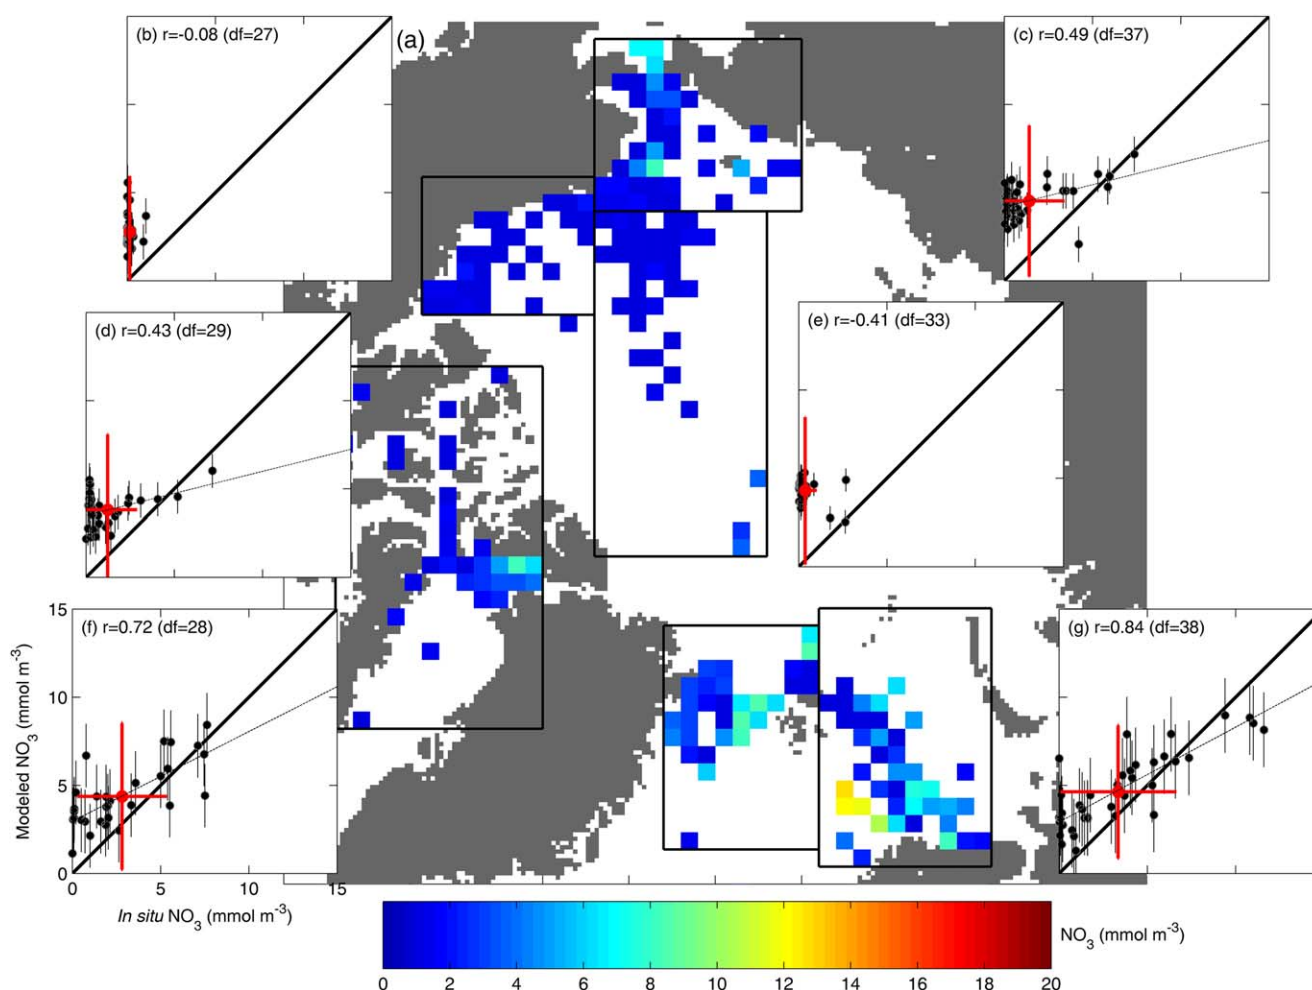 (b) r=-0.08 (df=27)
(a)
(c) r=0.49 (df=37)
(d) r=0.43 (df=29)
(e) r=-0.41 (df=33)
(f) r=0.72 (df=28)
(g) r=0.84 (df=38)
15
10
5
0
Modeled NO3 (mmol m-3)
0 5 10 15
In situ NO3 (mmol m-3)
NO3 (mmol m-3)
0 2 4 6 8 10 12 14 16 18 20